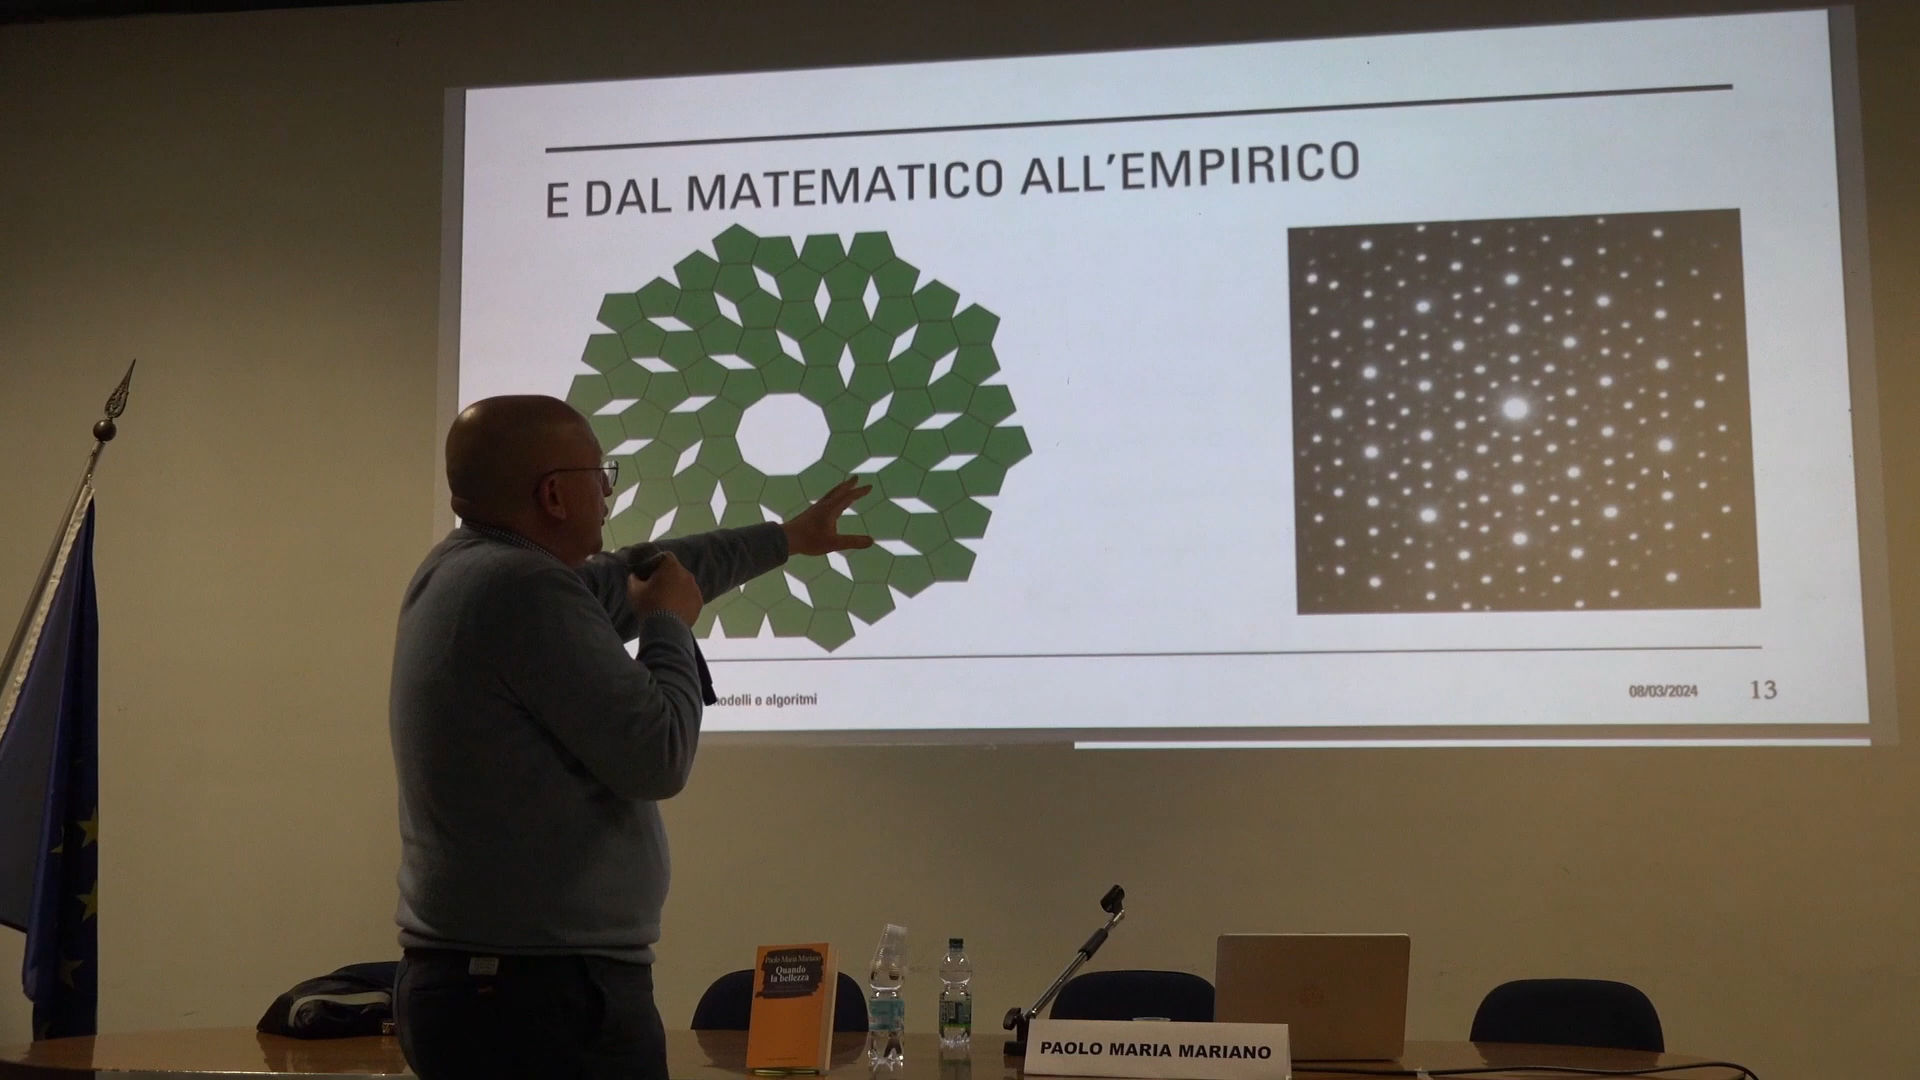 E DAL MATEMATICO ALL'EMPIRICO
modelli e algoritmi
08/03/2024
13
Paolo Maria Mariano
Quando
la bellezza
PAOLO MARIA MARIANO